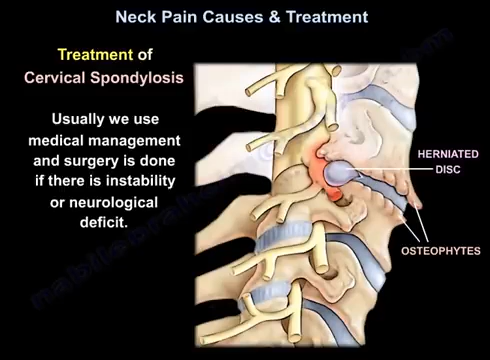 Neck Pain Causes & Treatment
Treatment of
Cervical Spondylosis
Usually we use
medical management
and surgery is done
if there is instability
or neurological
deficit.
HERNIATED
DISC
OSTEOPHYTES